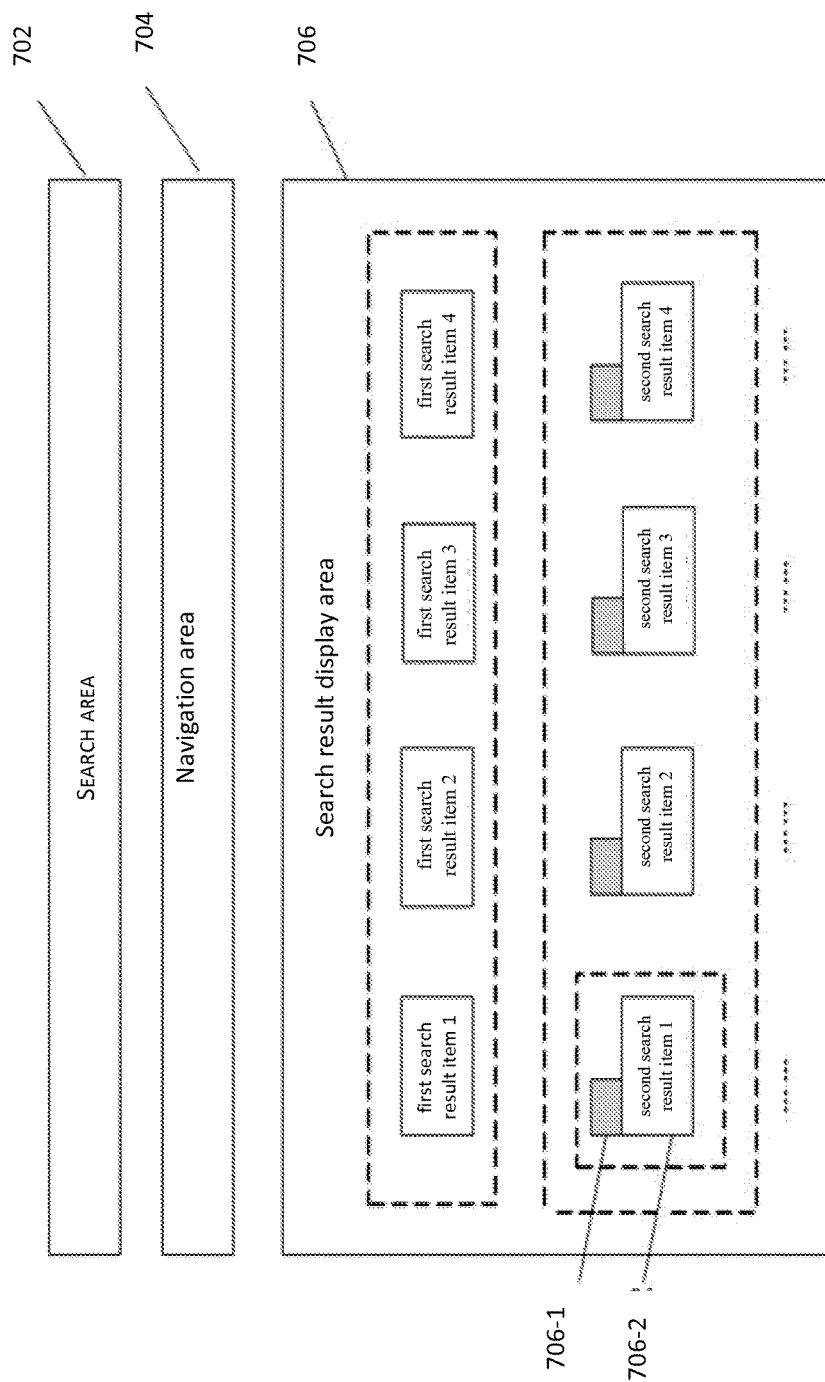 702
SEARCH AREA
704
Navigation area
706
Search result display area
first search
result item 1
first search
result item 2
first search
result item 3
first search
result item 4
706-1
706-2
second search
result item 1
second search
result item 2
second search
result item 3
second search
result item 4
... ...
... ...
... ...
... ...